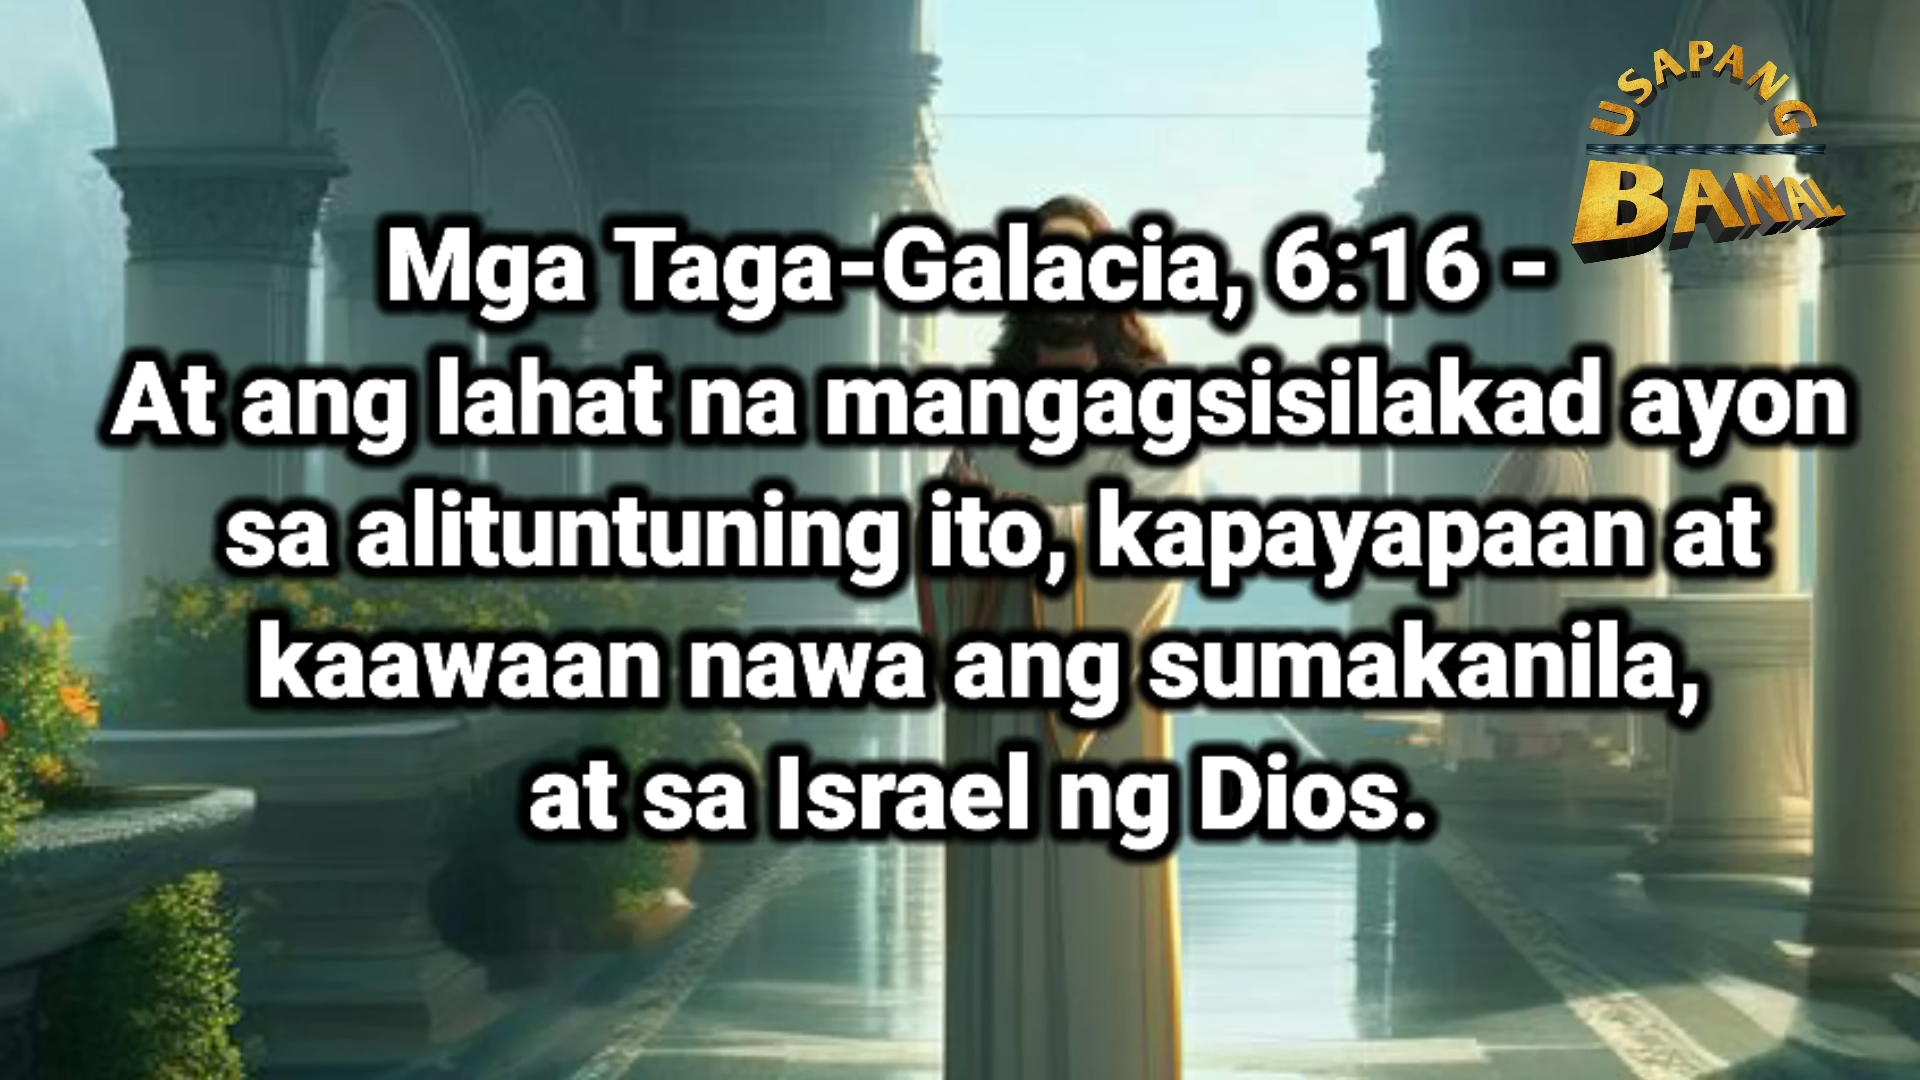 USAPANG
BANAL
Mga Taga-Galacia, 6:16 -
At ang lahat na mangagsisilakad ayon
sa alituntuning ito, kapayapaan at
kaawaan nawa ang sumakanila,
at sa Israel ng Dios.